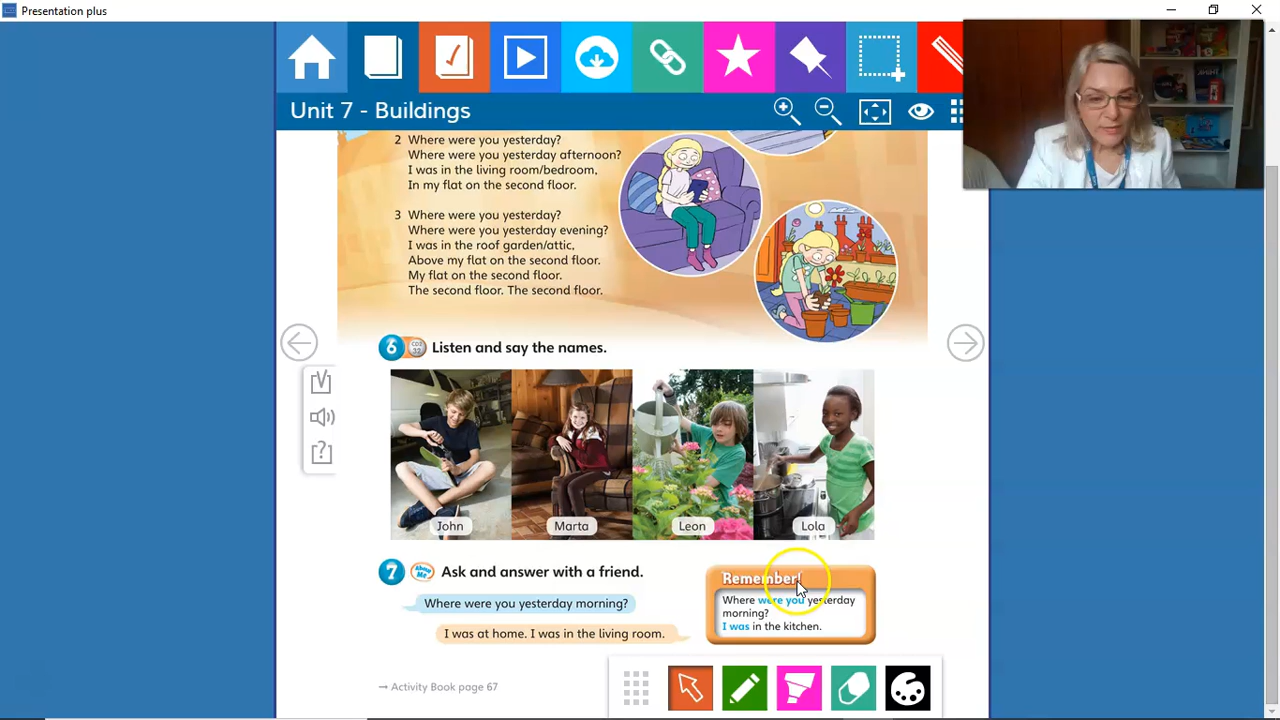 Presentation plus
Unit 7 - Buildings
2 Where were you yesterday?
Where were you yesterday afternoon?
I was in the living room/bedroom,
In my flat on the second floor.
3 Where were you yesterday?
Where were you yesterday evening?
I was in the roof garden/attic,
Above my flat on the second floor.
My flat on the second floor.
The second floor. The second floor.
6 CD2 32 Listen and say the names.
John
Marta
Leon
Lola
7 About Me Ask and answer with a friend.
Where were you yesterday morning?
I was at home. I was in the living room.
Remember!
Where were you yesterday
morning?
I was in the kitchen.
→ Activity Book page 67